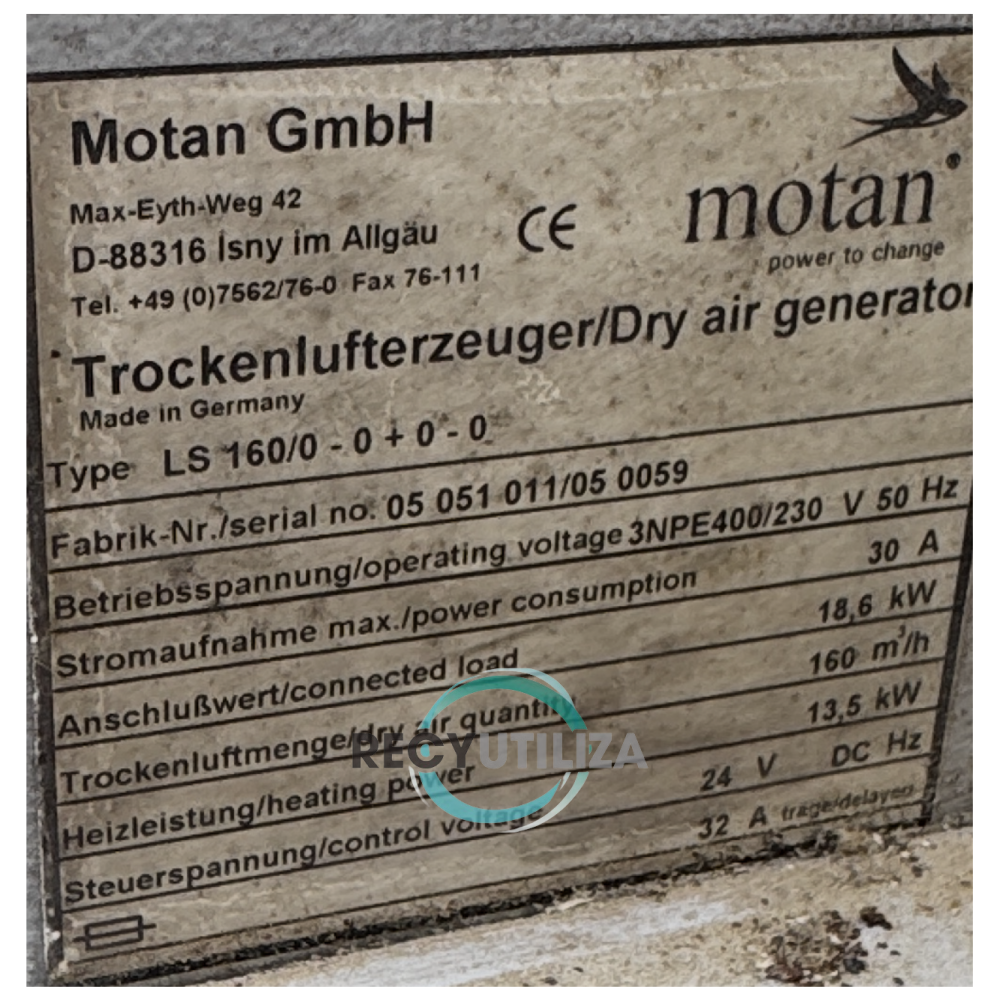 Motan GmbH
Max-Eyth-Weg 42
D-88316 Isny im Allgäu
Tel. +49 (0)7562/76-0 Fax 76-111
CE
motan
power to change
Trockenlufterzeuger/Dry air generator
Made in Germany
Type LS 160/0 - 0 + 0 - 0
Fabrik-Nr./serial no. 05 051 011/05 0059
Betriebsspannung/operating voltage 3NPE400/230 V 50 Hz
Stromaufnahme max./power consumption 30 A
Anschlußwert/connected load 18,6 kW
Trockenluftmenge/dry air quantity 160 m³/h
Heizleistung/heating power 13,5 kW
Steuerspannung/control voltage 24 V DC Hz
32 A träge/delayed
RECYUTILIZA